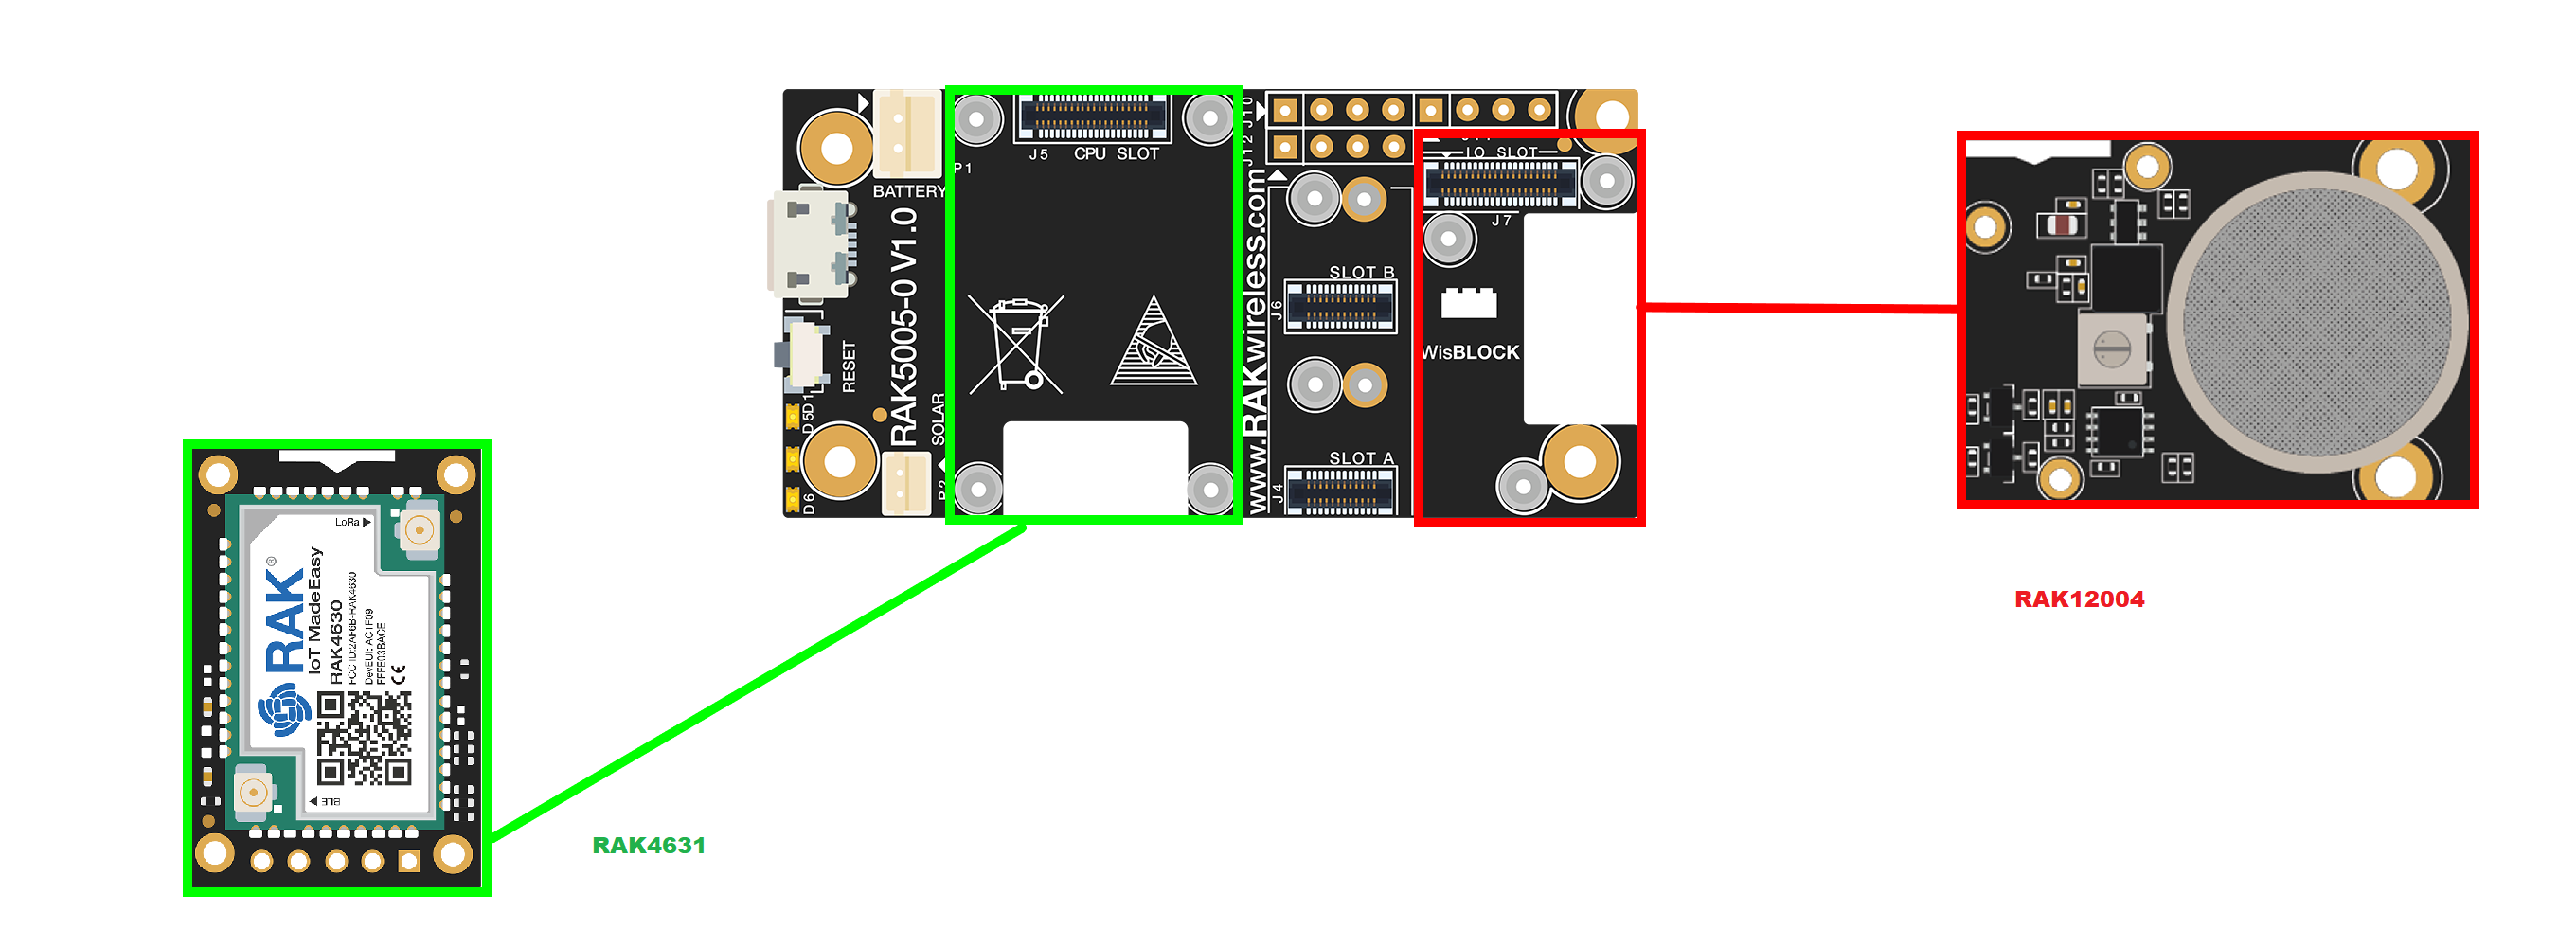 BATTERY
RESET
D1
D5
D6
RAK5005-0 V1.0
SOLAR
P1
P2
J5 CPU SLOT
J10
J12
www.RAKwireless.com
IO SLOT
J7
SLOT B
J6
WisBLOCK
SLOT A
J4
LoRa
RAK®
IoT Made Easy
RAK4630
FCC ID:2AF6B-RAK4630
DevEUI: AC1F09
FFFE03BACE
CE
BLE
RAK4631
RAK12004